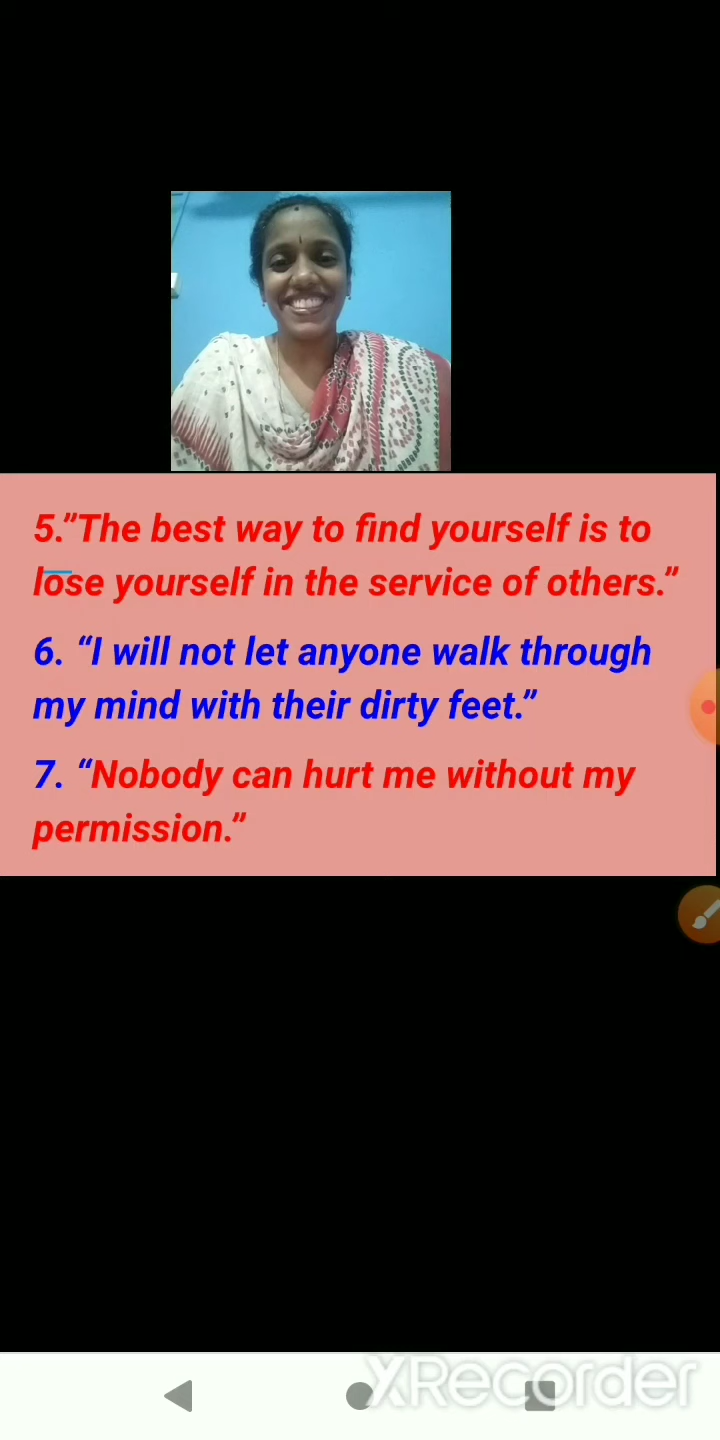 5.”The best way to find yourself is to
lose yourself in the service of others.”
6. “I will not let anyone walk through
my mind with their dirty feet.”
7. “Nobody can hurt me without my
permission.”
XRecorder